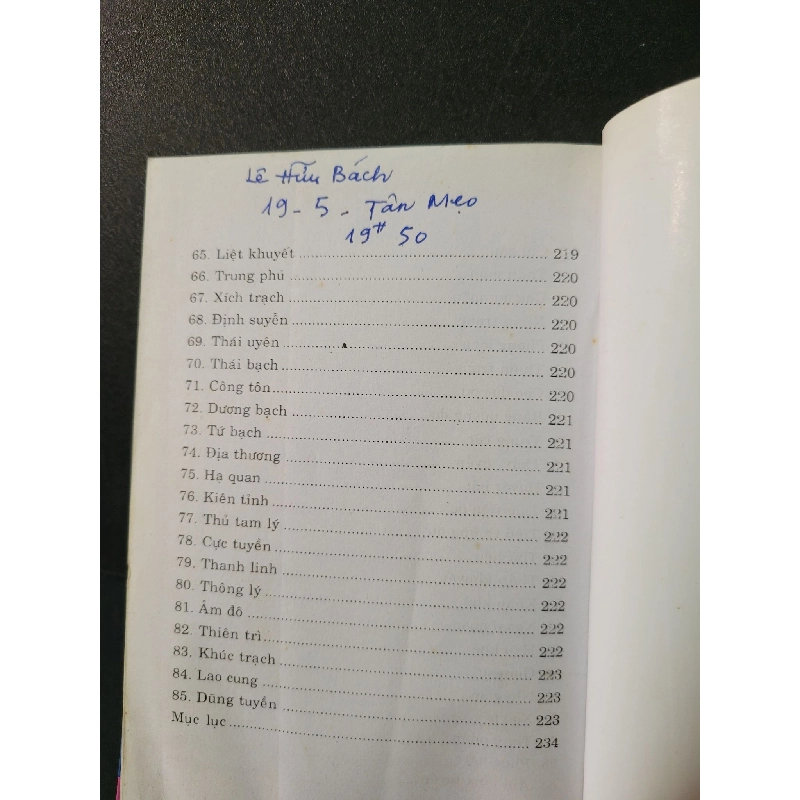 Lê Hữu Bách
19 - 5 - Tân Mẹo
19# 50
65. Liệt khuyết ........ 219
66. Trung phủ ........ 220
67. Xích trạch ........ 220
68. Định suyễn ........ 220
69. Thái uyên ........ 220
70. Thái bạch ........ 220
71. Công tôn ........ 220
72. Dương bạch ........ 221
73. Tứ bạch ........ 221
74. Địa thương ........ 221
75. Hạ quan ........ 221
76. Kiên tỉnh ........ 221
77. Thủ tam lý ........ 222
78. Cực tuyền ........ 222
79. Thanh linh ........ 222
80. Thông lý ........ 222
81. Âm đô ........ 222
82. Thiên trì ........ 222
83. Khúc trạch ........ 223
84. Lao cung ........ 223
85. Dũng tuyền ........ 223
Mục lục ........ 234